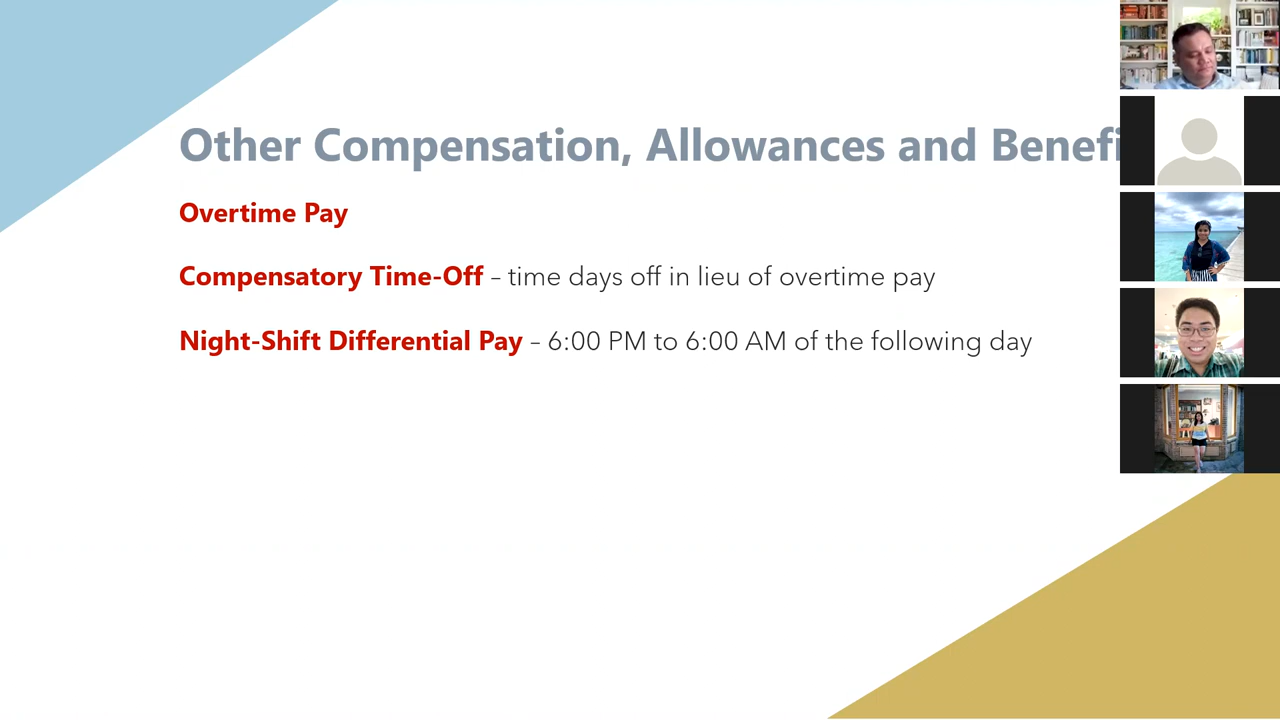 Other Compensation, Allowances and Benefi
Overtime Pay
Compensatory Time-Off – time days off in lieu of overtime pay
Night-Shift Differential Pay – 6:00 PM to 6:00 AM of the following day